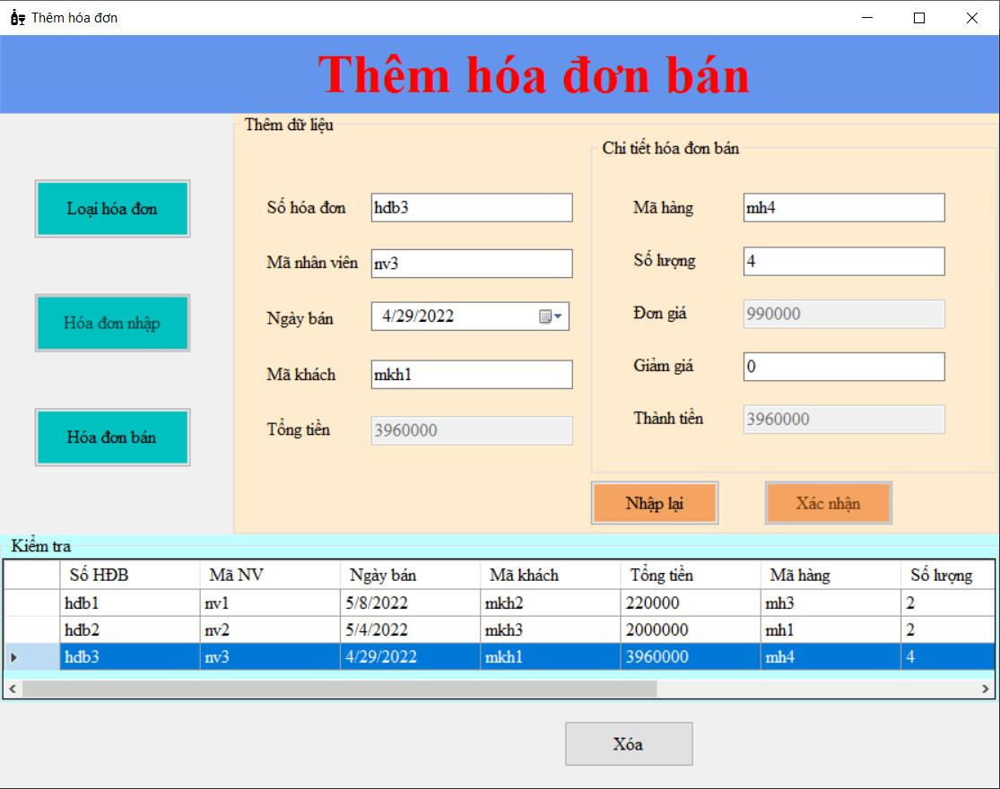 Thêm hóa đơn
Thêm hóa đơn bán
Loại hóa đơn
Hóa đơn nhập
Hóa đơn bán
Thêm dữ liệu
Số hóa đơn hdb3
Mã nhân viên nv3
Ngày bán 4/29/2022
Mã khách mkh1
Tổng tiền 3960000
Chi tiết hóa đơn bán
Mã hàng mh4
Số lượng 4
Đơn giá 990000
Giảm giá 0
Thành tiền 3960000
Nhập lại Xác nhận
Kiểm tra
Số HĐB Mã NV Ngày bán Mã khách Tổng tiền Mã hàng Số lượng
hdb1 nv1 5/8/2022 mkh2 220000 mh3 2
hdb2 nv2 5/4/2022 mkh3 2000000 mh1 2
hdb3 nv3 4/29/2022 mkh1 3960000 mh4 4
Xóa